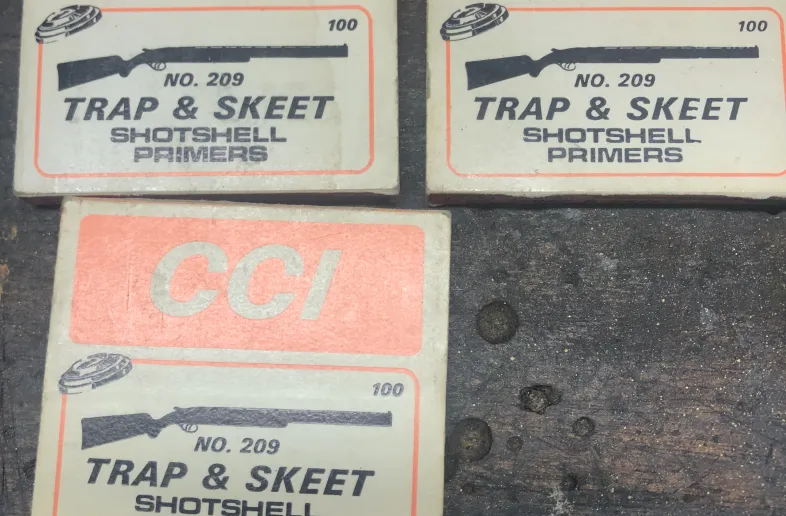 100
NO. 209
TRAP & SKEET
SHOTSHELL
PRIMERS
100
NO. 209
TRAP & SKEET
SHOTSHELL
PRIMERS
CCI
100
NO. 209
TRAP & SKEET
SHOTSHELL